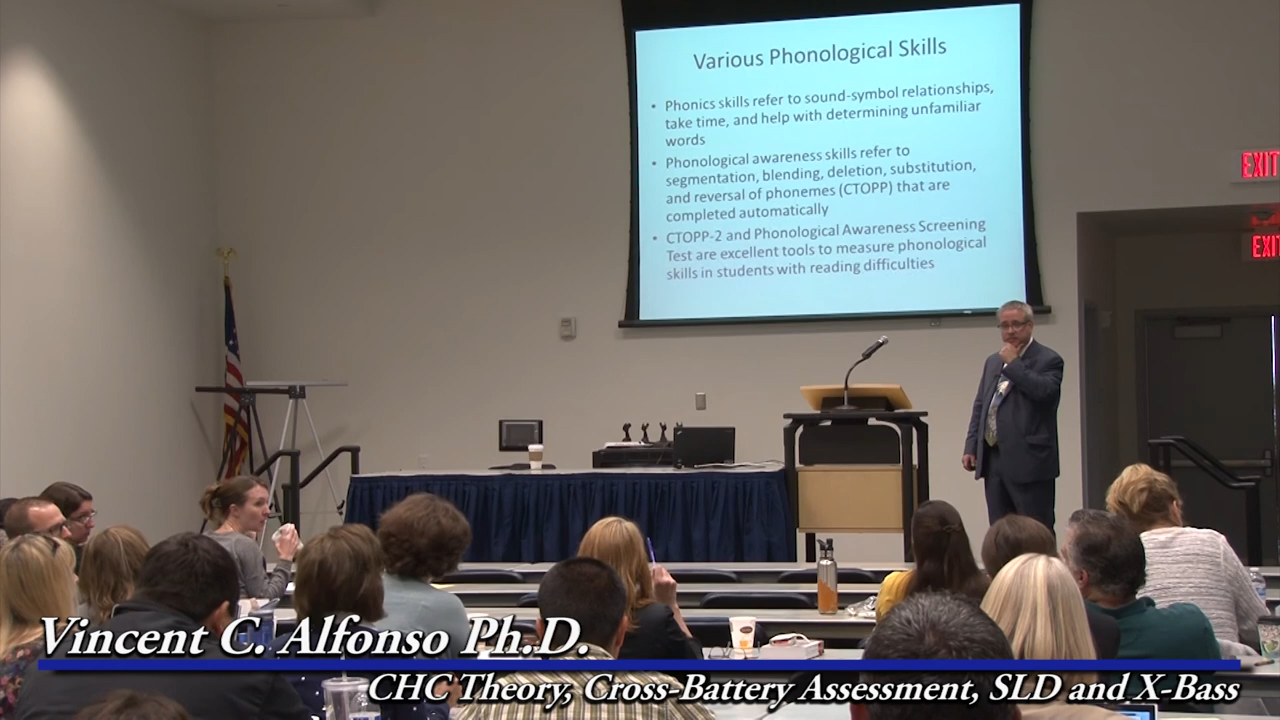 Various Phonological Skills
• Phonics skills refer to sound-symbol relationships,
take time, and help with determining unfamiliar
words
• Phonological awareness skills refer to
segmentation, blending, deletion, substitution,
and reversal of phonemes (CTOPP) that are
completed automatically
• CTOPP-2 and Phonological Awareness Screening
Test are excellent tools to measure phonological
skills in students with reading difficulties
EXIT
EXIT
Vincent C. Alfonso Ph.D.
CHC Theory, Cross-Battery Assessment, SLD and X-Bass